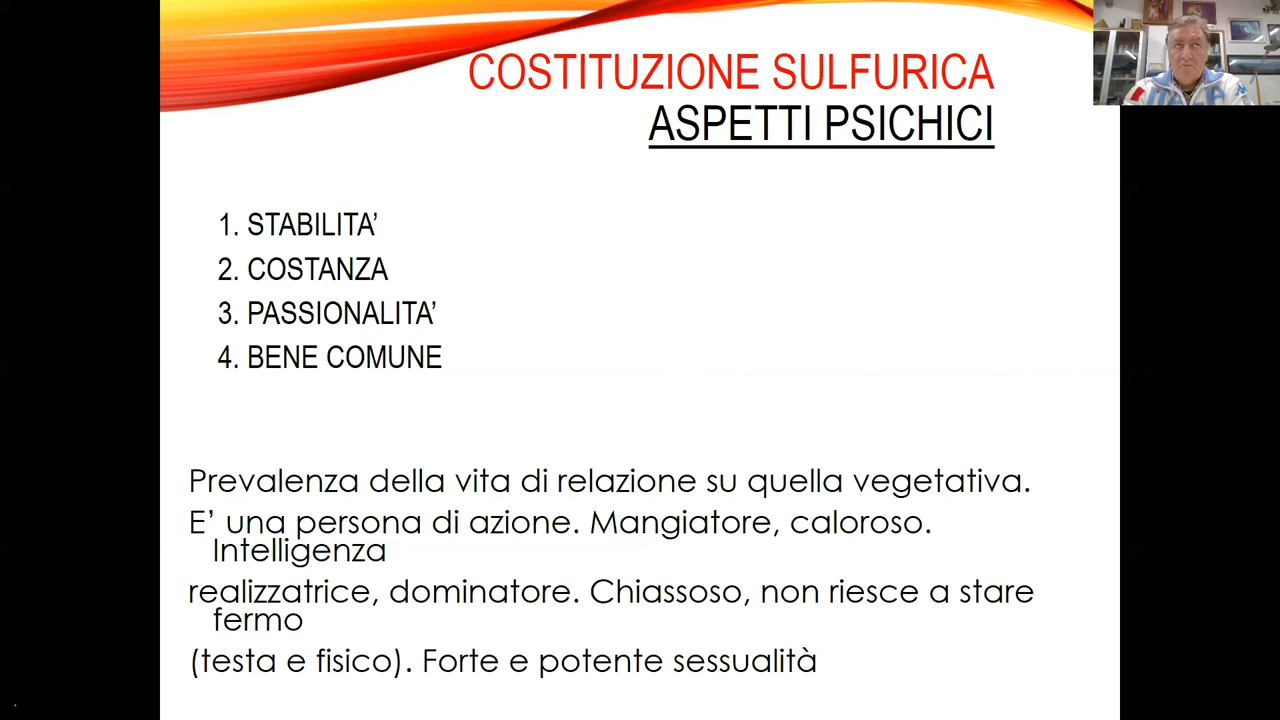 COSTITUZIONE SULFURICA
ASPETTI PSICHICI
1. STABILITA’
2. COSTANZA
3. PASSIONALITA’
4. BENE COMUNE
Prevalenza della vita di relazione su quella vegetativa.
E’ una persona di azione. Mangiatore, caloroso.
Intelligenza
realizzatrice, dominatore. Chiassoso, non riesce a stare
fermo
(testa e fisico). Forte e potente sessualità